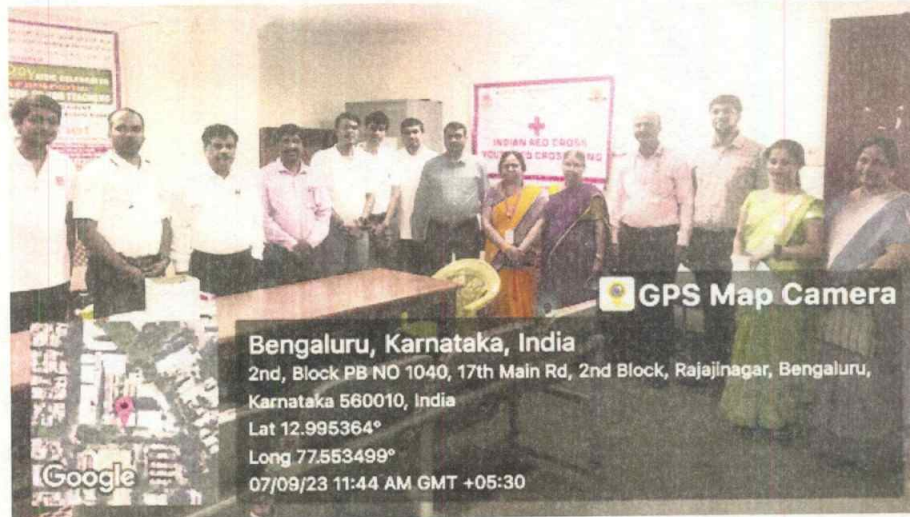 INDIAN RED CROSS
GPS Map Camera
Bengaluru, Karnataka, India
2nd, Block PB NO 1040, 17th Main Rd, 2nd Block, Rajajinagar, Bengaluru,
Karnataka 560010, India
Lat 12.995364°
Long 77.553499°
07/09/23 11:44 AM GMT +05:30
Google